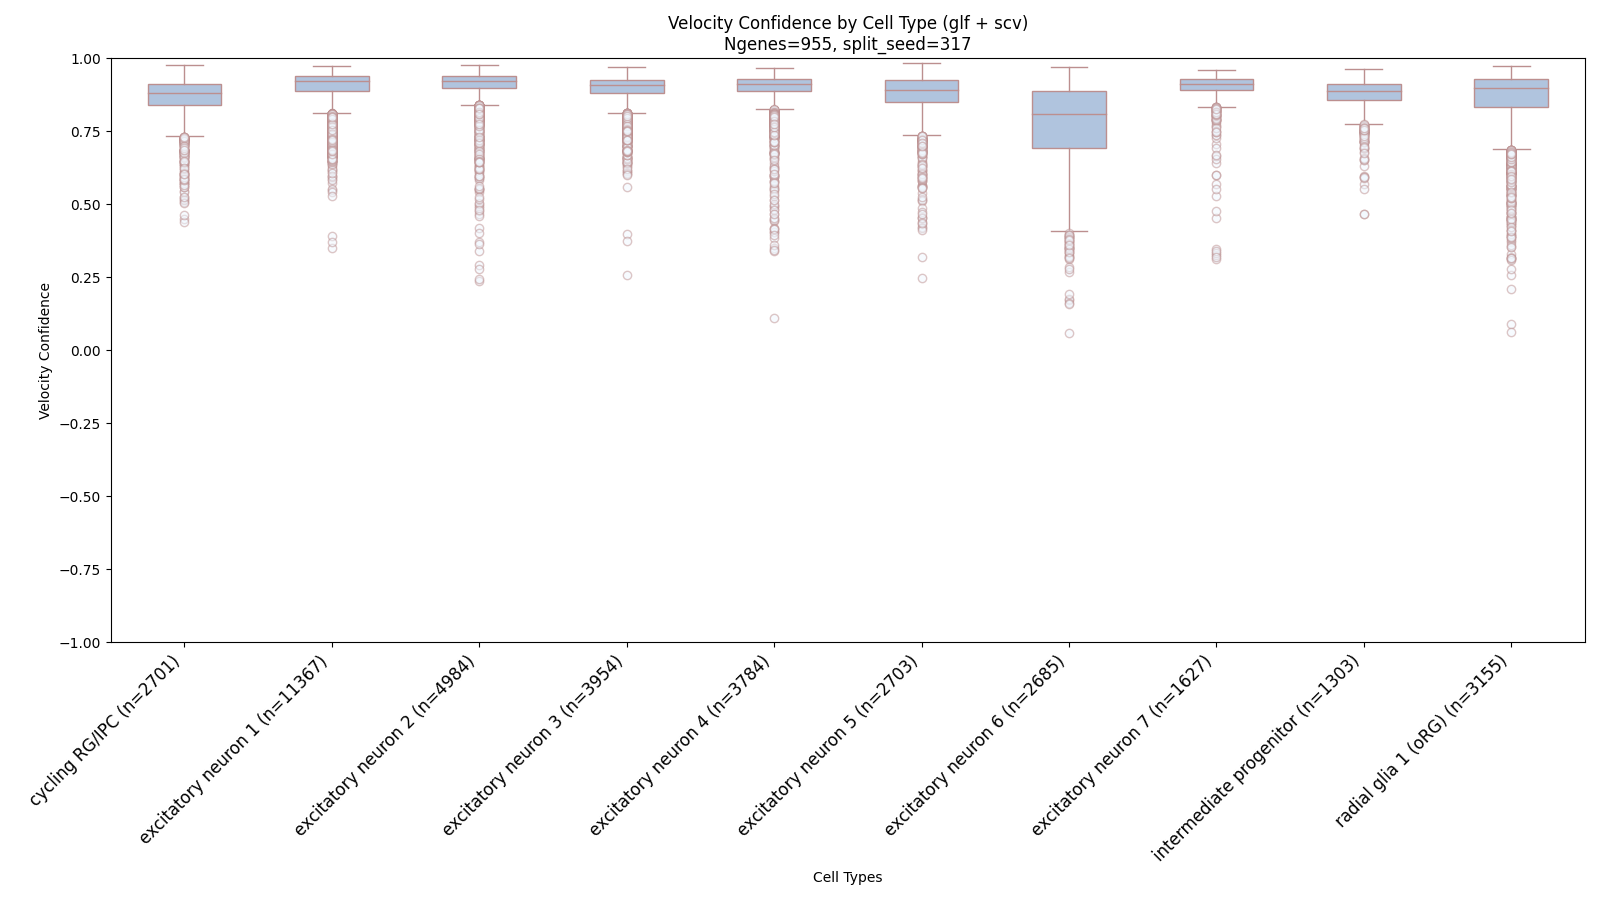 Velocity Confidence by Cell Type (glf + scv)
Ngenes=955, split_seed=317
Velocity Confidence
1.00
0.75
0.50
0.25
0.00
−0.25
−0.50
−0.75
−1.00
cycling RG/IPC (n=2701)
excitatory neuron 1 (n=11367)
excitatory neuron 2 (n=4984)
excitatory neuron 3 (n=3954)
excitatory neuron 4 (n=3784)
excitatory neuron 5 (n=2703)
excitatory neuron 6 (n=2685)
excitatory neuron 7 (n=1627)
intermediate progenitor (n=1303)
radial glia 1 (oRG) (n=3155)
Cell Types